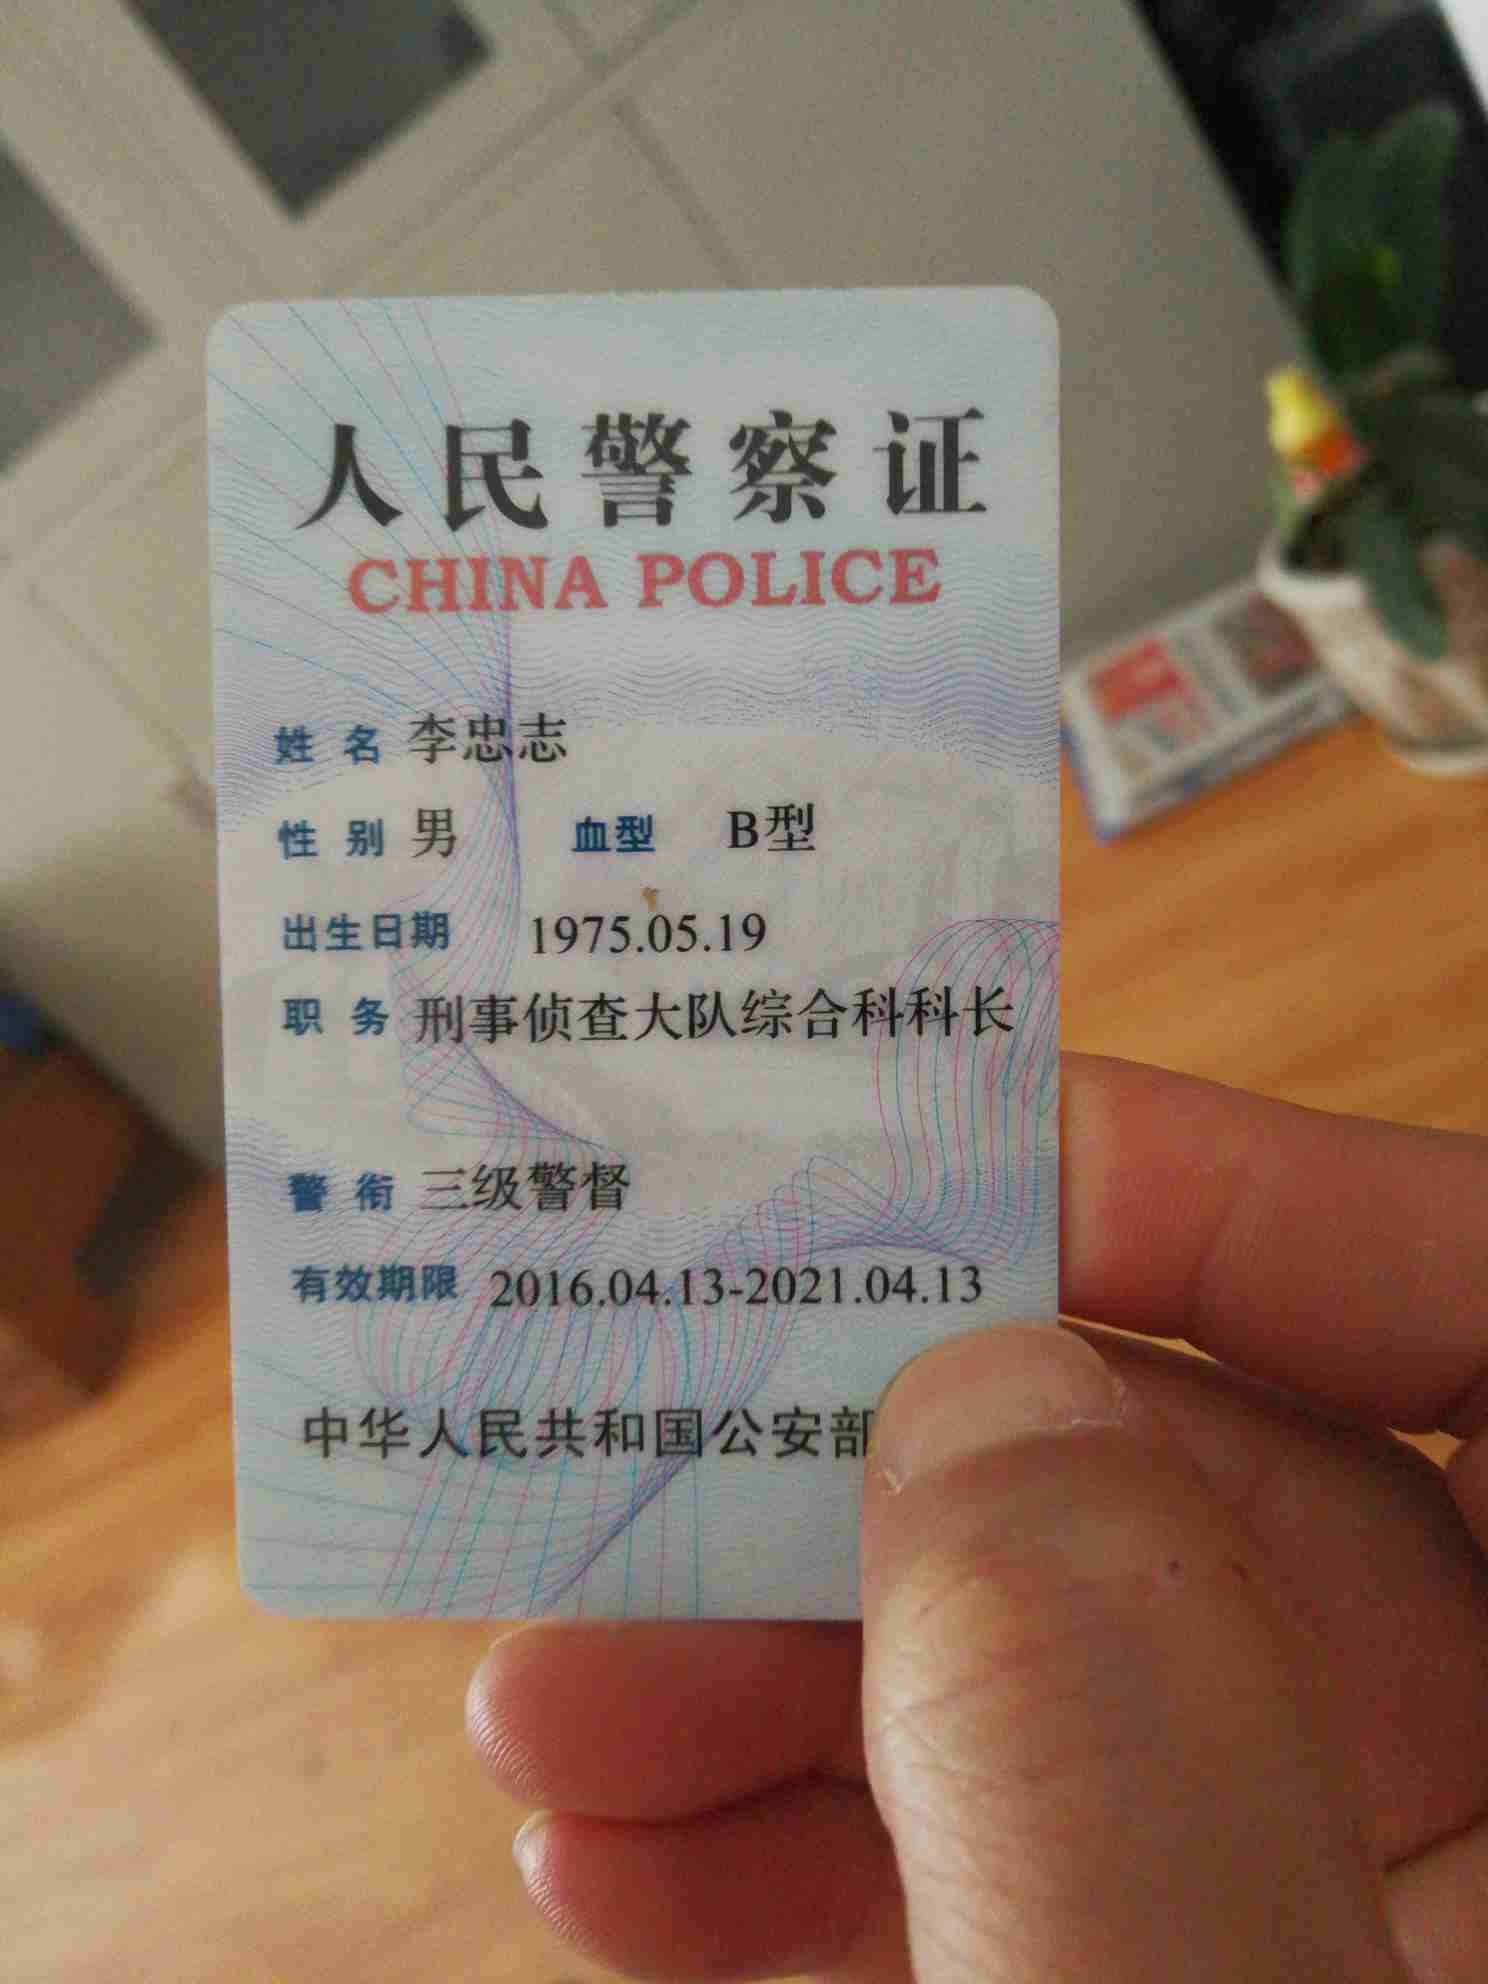 人民警察证
CHINA POLICE
姓名 李忠志
性别 男 血型 B型
出生日期 1975.05.19
职务 刑事侦查大队综合科科长
警衔 三级警督
有效期限 2016.04.13-2021.04.13
中华人民共和国公安部